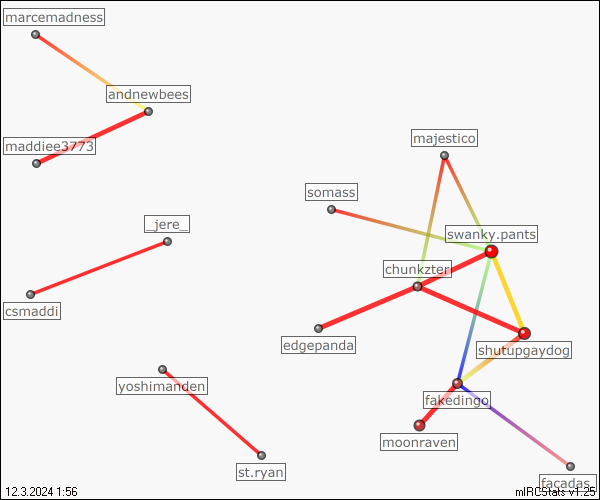 marcemadness
andnewbees
maddiee3773
majestico
somass
_jere_
swanky.pants
chunkzter
csmaddi
edgepanda
shutupgaydog
yoshimanden
fakedingo
moonraven
st.ryan
facadas_
12.3.2024 1:56
mIRCStats v1.25